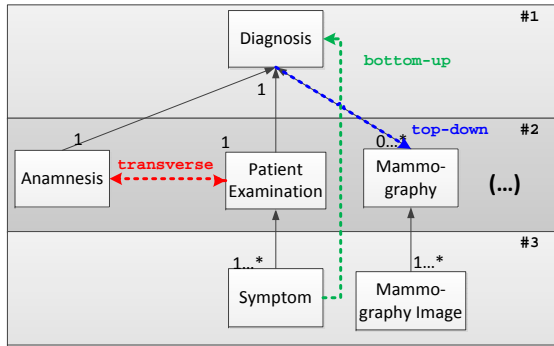 #1
Diagnosis
bottom-up
1
top-down
#2
1
1
0...*
Anamnesis
transverse
Patient
Examination
Mammo-
graphy
(...)
#3
1...*
1...*
Symptom
Mammo-
graphy Image